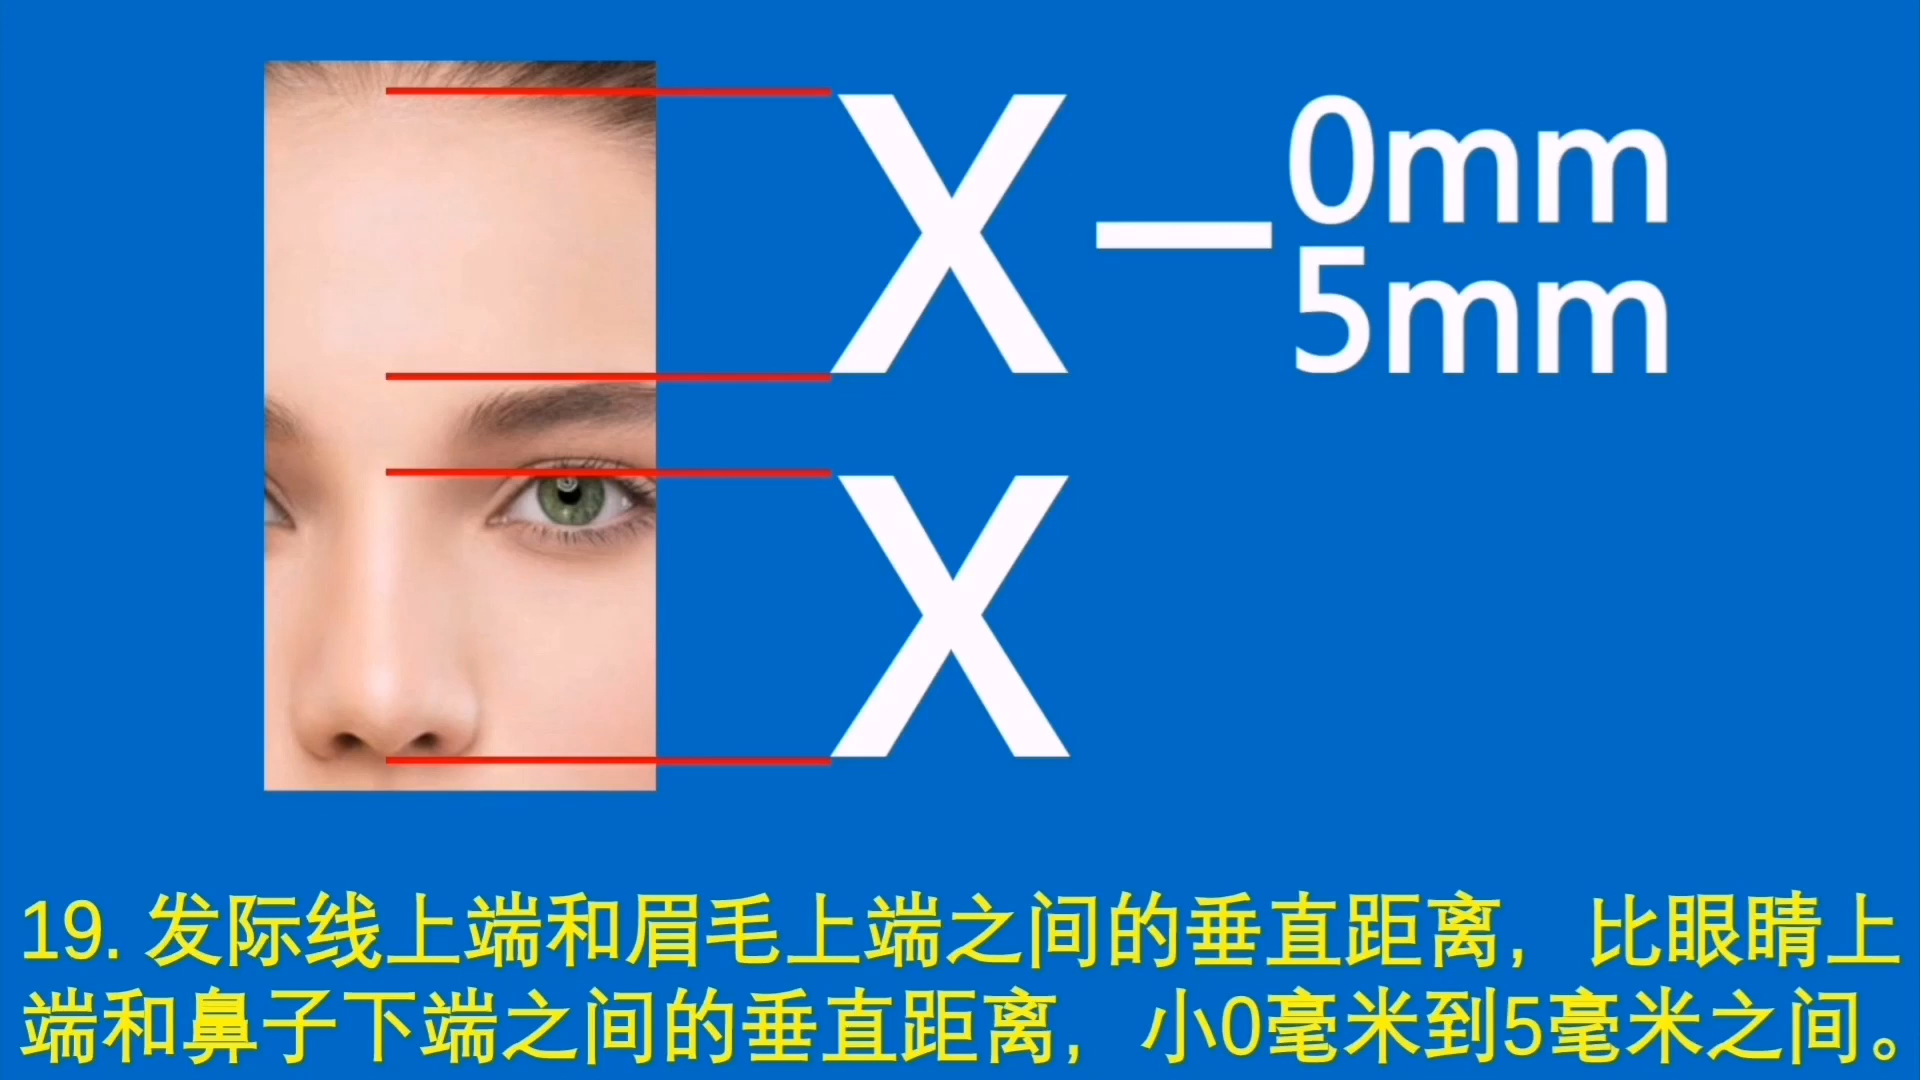 X — 0mm
5mm
X
19. 发际线上端和眉毛上端之间的垂直距离，比眼睛上
端和鼻子下端之间的垂直距离，小0毫米到5毫米之间。